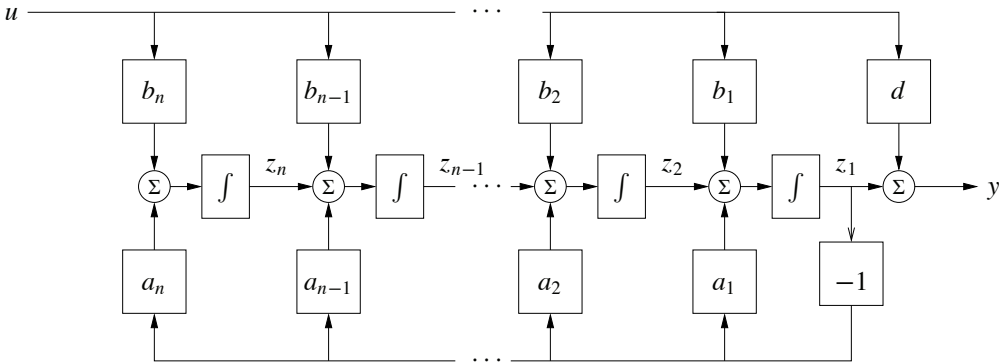 u ⋯
b_n b_{n−1} b_2 b_1 d
z_n z_{n−1} z_2 z_1
Σ ∫ Σ ∫ ⋯ Σ ∫ Σ ∫ Σ y
a_n a_{n−1} a_2 a_1 −1
⋯